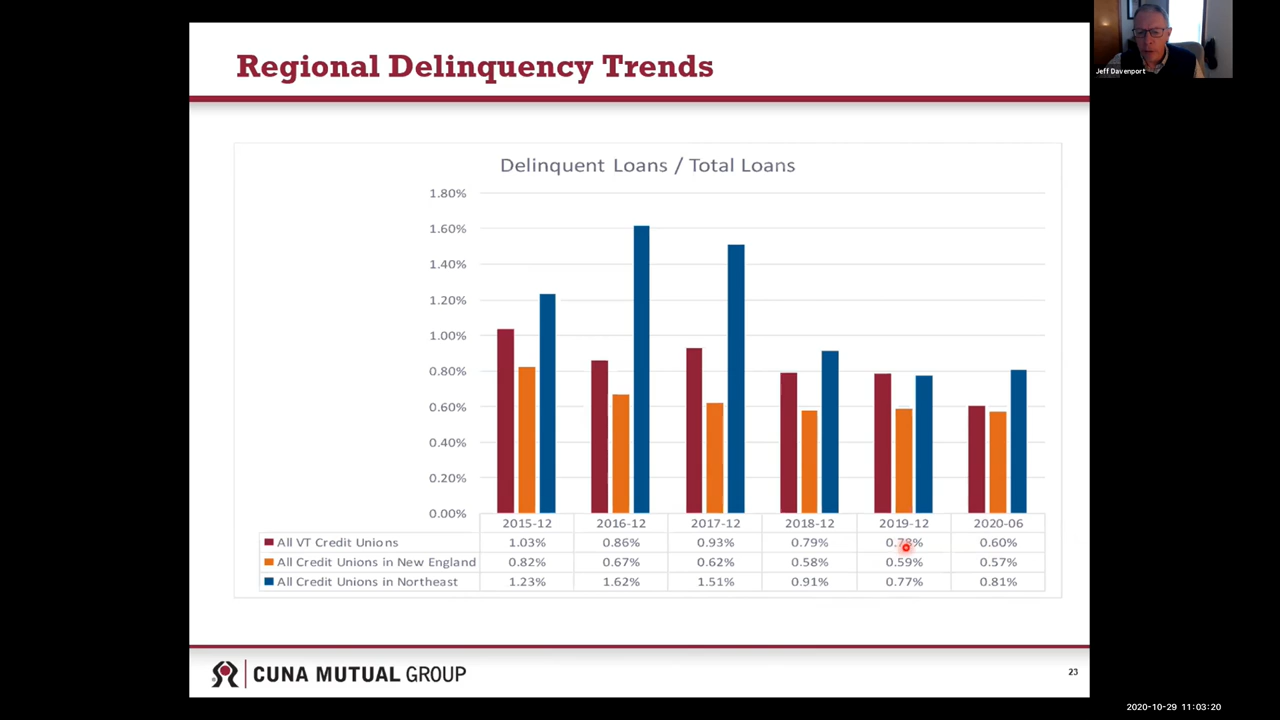 Regional Delinquency Trends
Jeff Davenport
Delinquent Loans / Total Loans
1.80%
1.60%
1.40%
1.20%
1.00%
0.80%
0.60%
0.40%
0.20%
0.00%
2015-12 2016-12 2017-12 2018-12 2019-12 2020-06
All VT Credit Unions 1.03% 0.86% 0.93% 0.79% 0.78% 0.60%
All Credit Unions in New England 0.82% 0.67% 0.62% 0.58% 0.59% 0.57%
All Credit Unions in Northeast 1.23% 1.62% 1.51% 0.91% 0.77% 0.81%
CUNA MUTUAL GROUP
23
2020-10-29 11:03:20